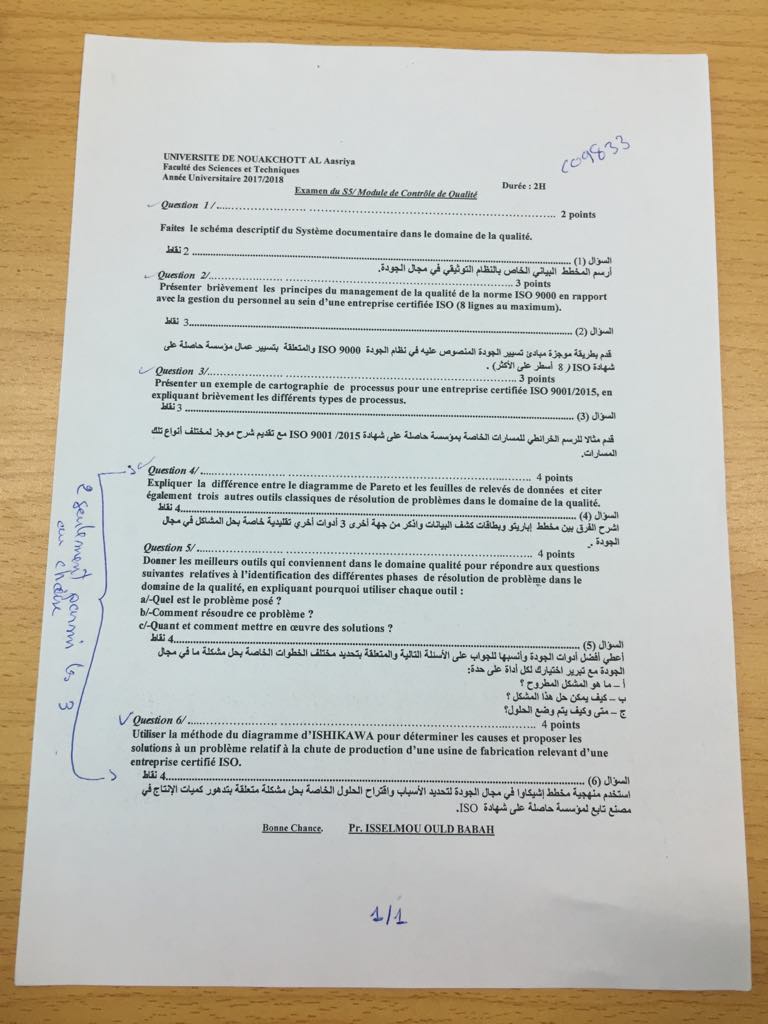 UNIVERSITE DE NOUAKCHOTT AL Aasriya
Faculté des Sciences et Techniques
Année Universitaire 2017/2018
C09833
Durée : 2H
Examen du S5/ Module de Contrôle de Qualité
Question 1/........................ 2 points
Faites le schéma descriptif du Système documentaire dans le domaine de la qualité.
السؤال (1) ........................ 2 نقاط
أرسم المخطط البياني الخاص بالنظام التوثيقي في مجال الجودة.
Question 2/........................ 3 points
Présenter brièvement les principes du management de la qualité de la norme ISO 9000 en rapport
avec la gestion du personnel au sein d'une entreprise certifiée ISO (8 lignes au maximum).
السؤال (2) ........................ 3 نقاط
قدم بطريقة موجزة مبادئ تسيير الجودة المنصوص عليه في نظام الجودة ISO 9000 والمتعلقة بتسيير عمال مؤسسة حاصلة على
شهادة ISO ( 8 أسطر على الأكثر) .
Question 3/........................ 3 points
Présenter un exemple de cartographie de processus pour une entreprise certifiée ISO 9001/2015, en
expliquant brièvement les différents types de processus.
السؤال (3) ........................ 3 نقاط
قدم مثالا للرسم الخرائطي للمسارات الخاصة بمؤسسة حاصلة على شهادة ISO 9001 /2015 مع تقديم شرح موجز لمختلف أنواع تلك
المسارات.
Question 4/ ........................ 4 points
Expliquer la différence entre le diagramme de Pareto et les feuilles de relevés de données et citer
également trois autres outils classiques de résolution de problèmes dans le domaine de la qualité.
السؤال (4) ........................ 4 نقاط
اشرح الفرق بين مخطط إباريتو وبطاقات كشف البيانات واذكر من جهة أخرى 3 أدوات أخري تقليدية خاصة بحل المشاكل في مجال
الجودة .
Question 5/ ........................ 4 points
Donner les meilleurs outils qui conviennent dans le domaine qualité pour répondre aux questions
suivantes relatives à l'identification des différentes phases de résolution de problème dans le
domaine de la qualité, en expliquant pourquoi utiliser chaque outil :
a/-Quel est le problème posé ?
b/-Comment résoudre ce problème ?
c/-Quant et comment mettre en œuvre des solutions ?
السؤال (5) ........................ 4 نقاط
أعطي أفضل أدوات الجودة وأنسبها للجواب على الأسئلة التالية والمتعلقة بتحديد مختلف الخطوات الخاصة بحل مشكلة ما في مجال
الجودة مع تبرير اختيارك لكل أداة على حدة:
أ – ما هو المشكل المطروح ؟
ب – كيف يمكن حل هذا المشكل ؟
ج – متى وكيف يتم وضع الحلول؟
Question 6/ ........................ 4 points
Utiliser la méthode du diagramme d'ISHIKAWA pour déterminer les causes et proposer les
solutions à un problème relatif à la chute de production d'une usine de fabrication relevant d'une
entreprise certifié ISO.
السؤال (6) ........................ 4 نقاط
استخدم منهجية مخطط إشيكاوا في مجال الجودة لتحديد الأسباب واقتراح الحلول الخاصة بحل مشكلة متعلقة بتدهور كميات الإنتاج في
مصنع تابع لمؤسسة حاصلة على شهادة ISO.
Bonne Chance. Pr. ISSELMOU OULD BABAH
2 seulement parmi les 3
au choix
1/1